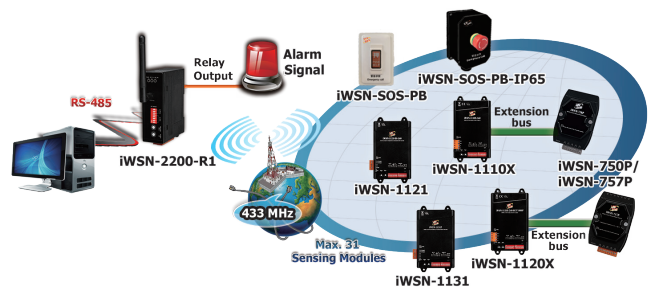 Relay
Output
Alarm
Signal
RS-485
iWSN-2200-R1
iWSN-SOS-PB
iWSN-SOS-PB-IP65
Extension
bus
iWSN-1121
iWSN-1110X
iWSN-750P/
iWSN-757P
433 MHz
Max. 31
Sensing Modules
iWSN-1131
iWSN-1120X
Extension
bus